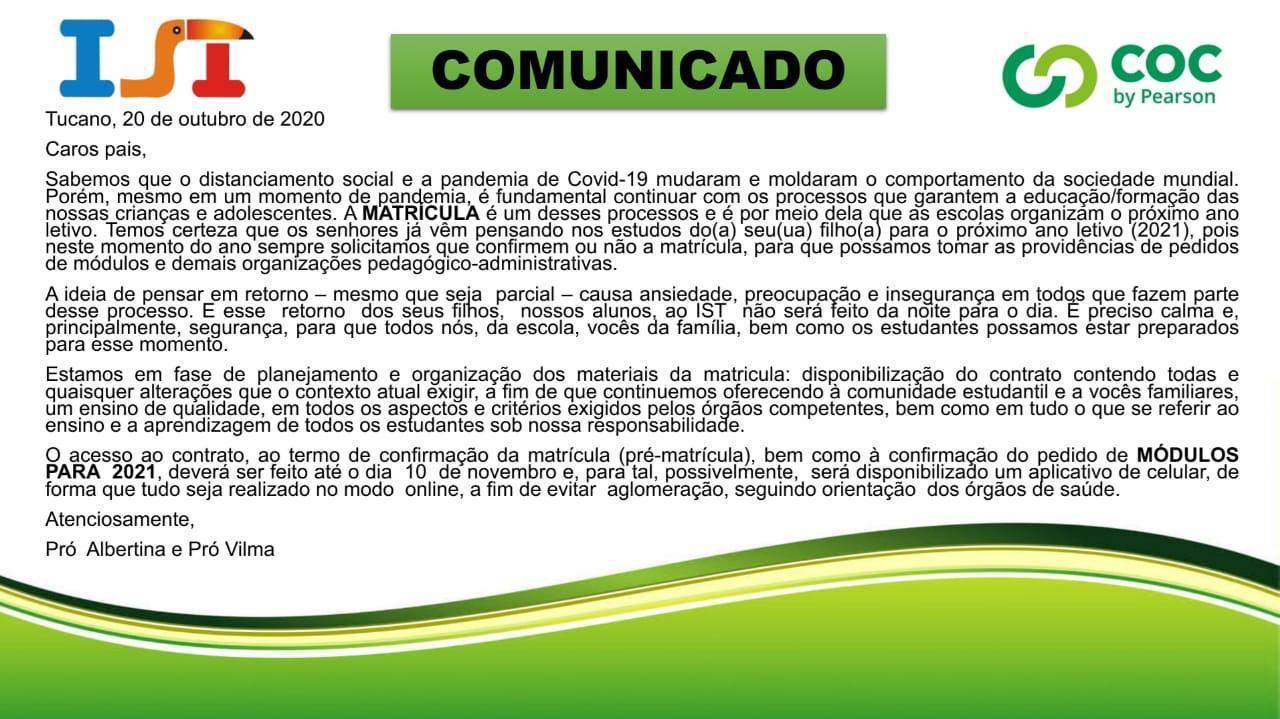 IST
COMUNICADO
COC
by Pearson
Tucano, 20 de outubro de 2020
Caros pais,
Sabemos que o distanciamento social e a pandemia de Covid-19 mudaram e moldaram o comportamento da sociedade mundial.
Porém, mesmo em um momento de pandemia, é fundamental continuar com os processos que garantem a educação/formação das
nossas crianças e adolescentes. A MATRÍCULA é um desses processos e é por meio dela que as escolas organizam o próximo ano
letivo. Temos certeza que os senhores já vêm pensando nos estudos do(a) seu(ua) filho(a) para o próximo ano letivo (2021), pois
neste momento do ano sempre solicitamos que confirmem ou não a matrícula, para que possamos tomar as providências de pedidos
de módulos e demais organizações pedagógico-administrativas.
A ideia de pensar em retorno – mesmo que seja parcial – causa ansiedade, preocupação e insegurança em todos que fazem parte
desse processo. E esse retorno dos seus filhos, nossos alunos, ao IST não será feito da noite para o dia. É preciso calma e,
principalmente, segurança, para que todos nós, da escola, vocês da família, bem como os estudantes possamos estar preparados
para esse momento.
Estamos em fase de planejamento e organização dos materiais da matricula: disponibilização do contrato contendo todas e
quaisquer alterações que o contexto atual exigir, a fim de que continuemos oferecendo à comunidade estudantil e a vocês familiares,
um ensino de qualidade, em todos os aspectos e critérios exigidos pelos órgãos competentes, bem como em tudo o que se referir ao
ensino e a aprendizagem de todos os estudantes sob nossa responsabilidade.
O acesso ao contrato, ao termo de confirmação da matrícula (pré-matrícula), bem como à confirmação do pedido de MÓDULOS
PARA 2021, deverá ser feito até o dia 10 de novembro e, para tal, possivelmente, será disponibilizado um aplicativo de celular, de
forma que tudo seja realizado no modo online, a fim de evitar aglomeração, seguindo orientação dos órgãos de saúde.
Atenciosamente,
Pró Albertina e Pró Vilma